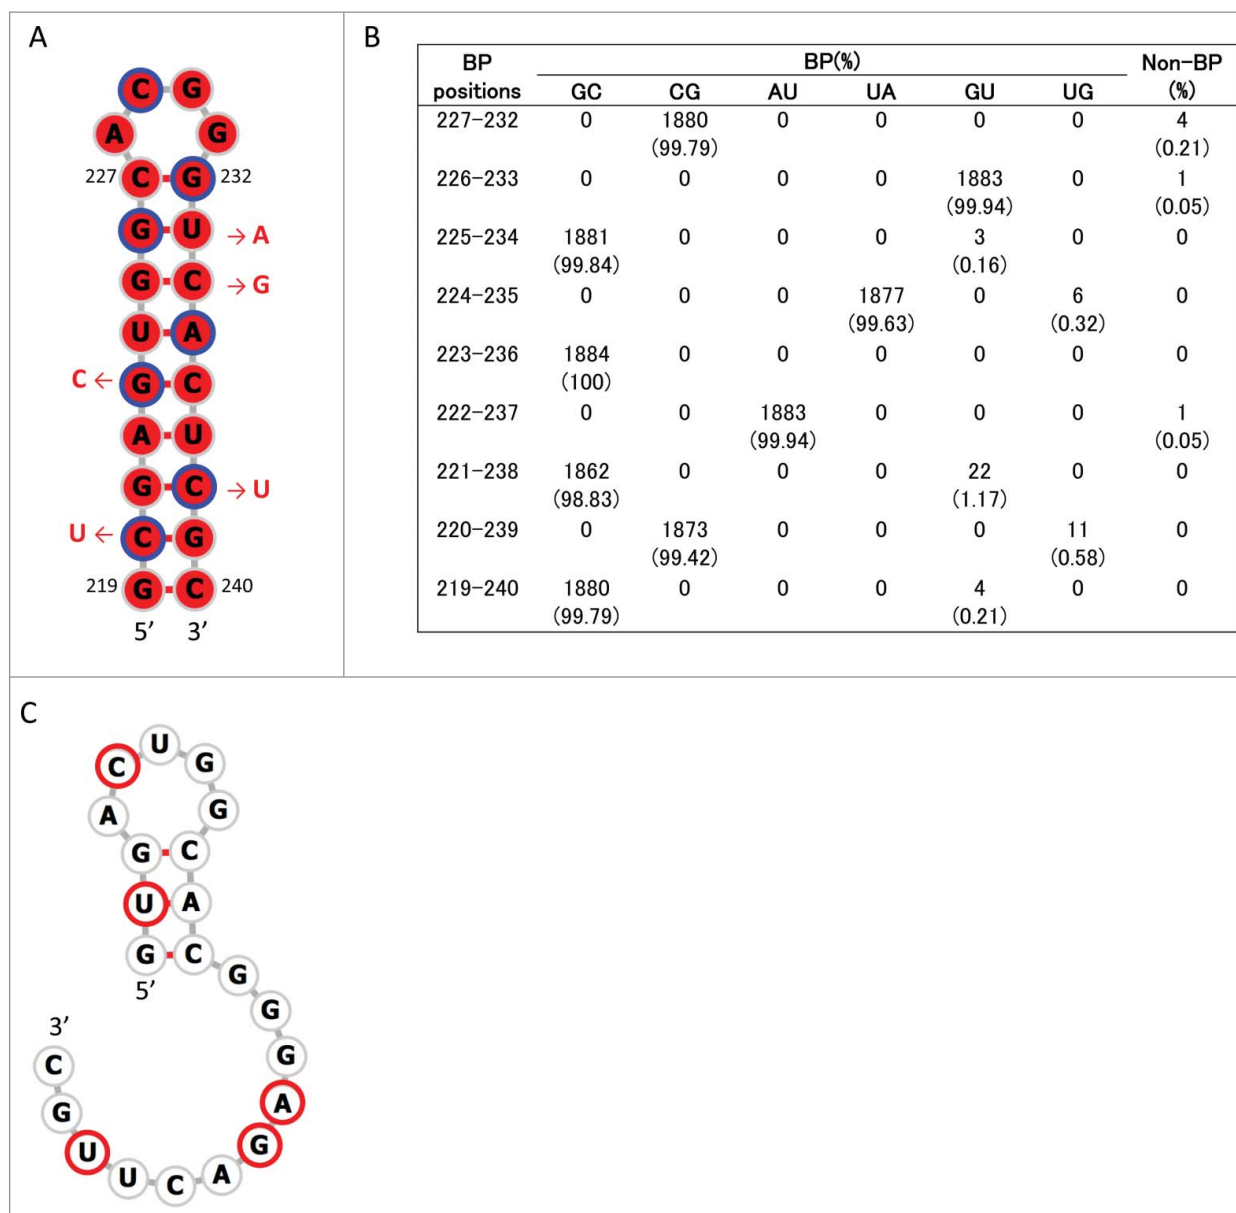 A
C G
A G
227 C G 232
G U → A
G C → G
U A
C ← G C
A U
G C → U
U ← C G
219 G C 240
5’ 3’
B
BP positions BP(%) Non-BP (%)
GC CG AU UA GU UG
227-232 0 1880 0 0 0 0 4
(99.79) (0.21)
226-233 0 0 0 0 1883 0 1
(99.94) (0.05)
225-234 1881 0 0 0 3 0 0
(99.84) (0.16)
224-235 0 0 0 1877 0 6 0
(99.63) (0.32)
223-236 1884 0 0 0 0 0 0
(100)
222-237 0 0 1883 0 0 0 1
(99.94) (0.05)
221-238 1862 0 0 0 22 0 0
(98.83) (1.17)
220-239 0 1873 0 0 0 11 0
(99.42) (0.58)
219-240 1880 0 0 0 4 0 0
(99.79) (0.21)
C
U
C G
A G
G C
U A
G C
5’ G
G
3’ G
C A
G G
U A
U C